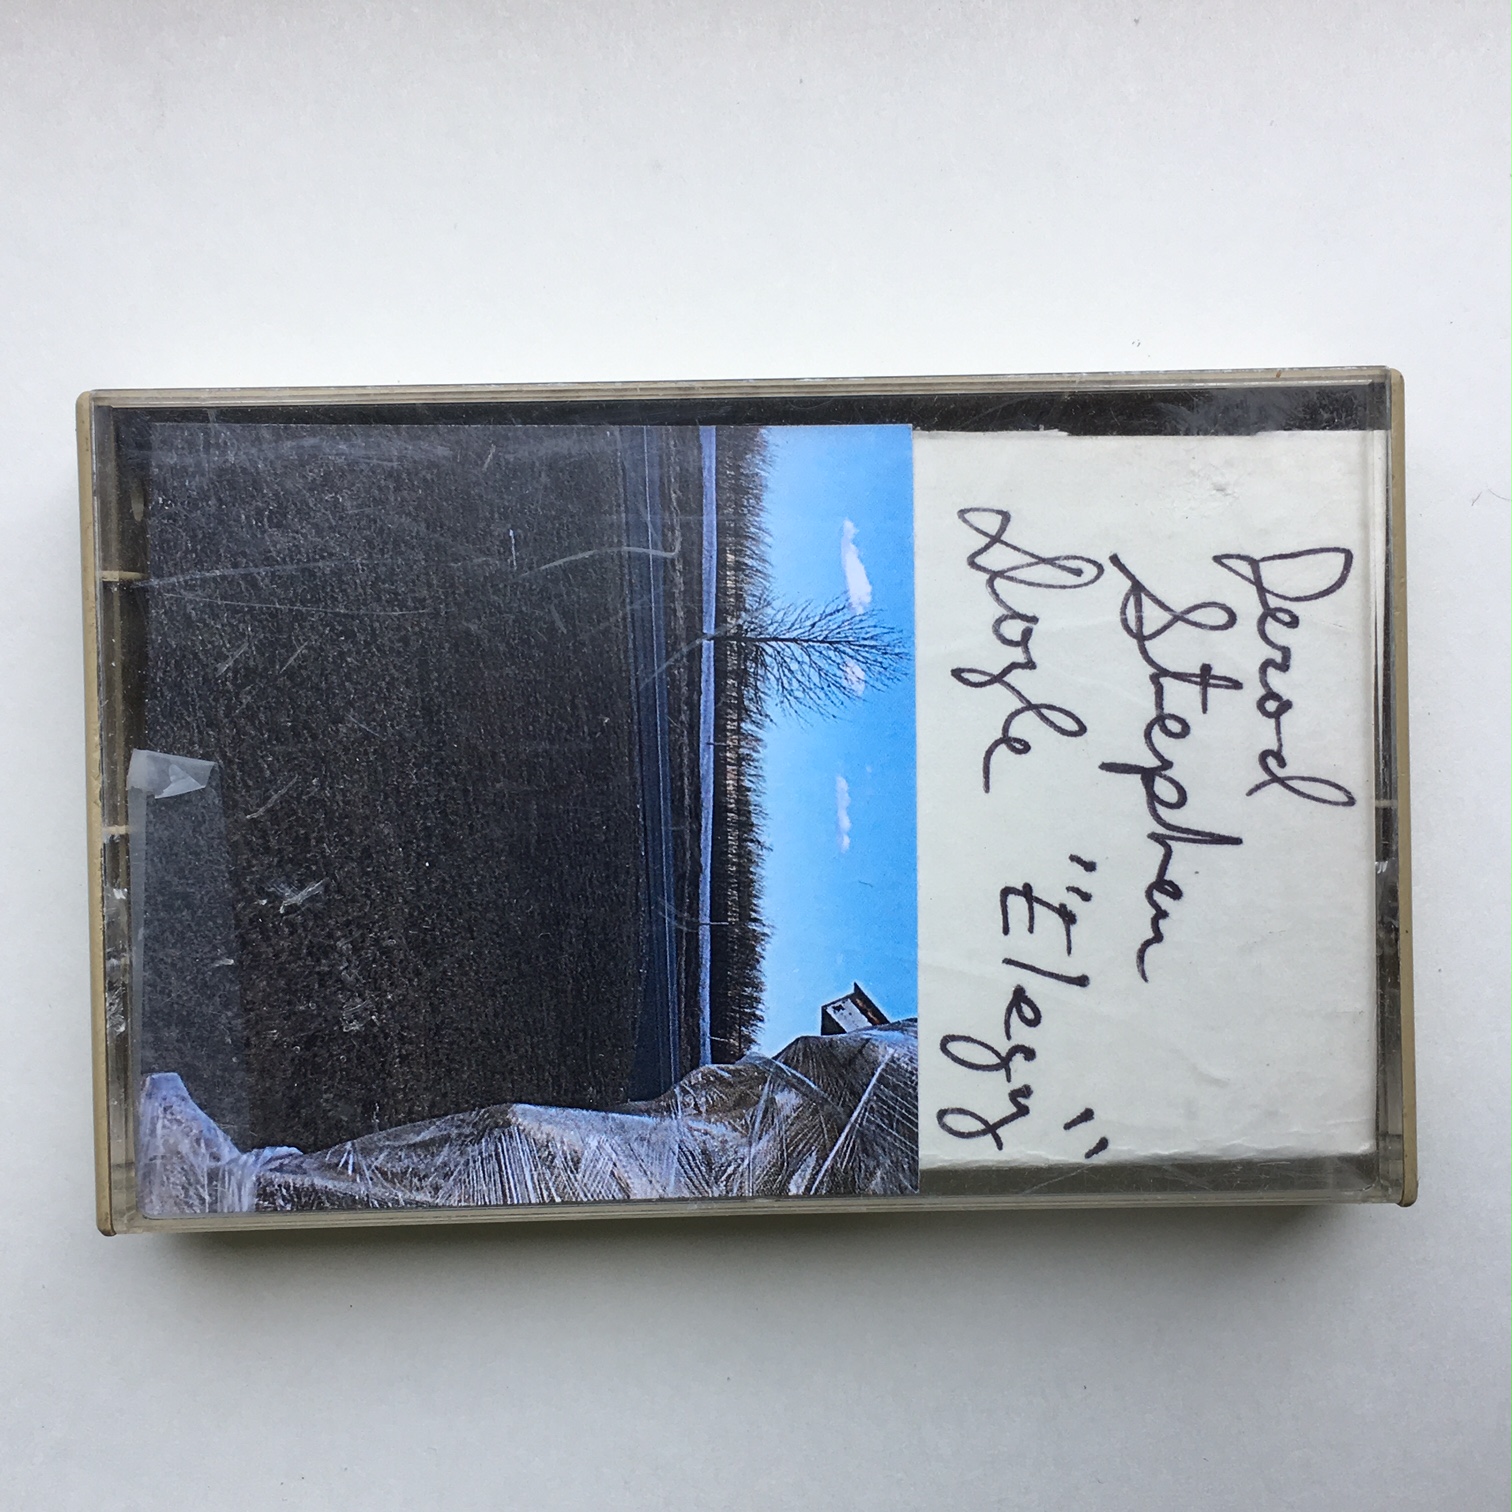 Jerod
Stephen
Doyle "Elegy"